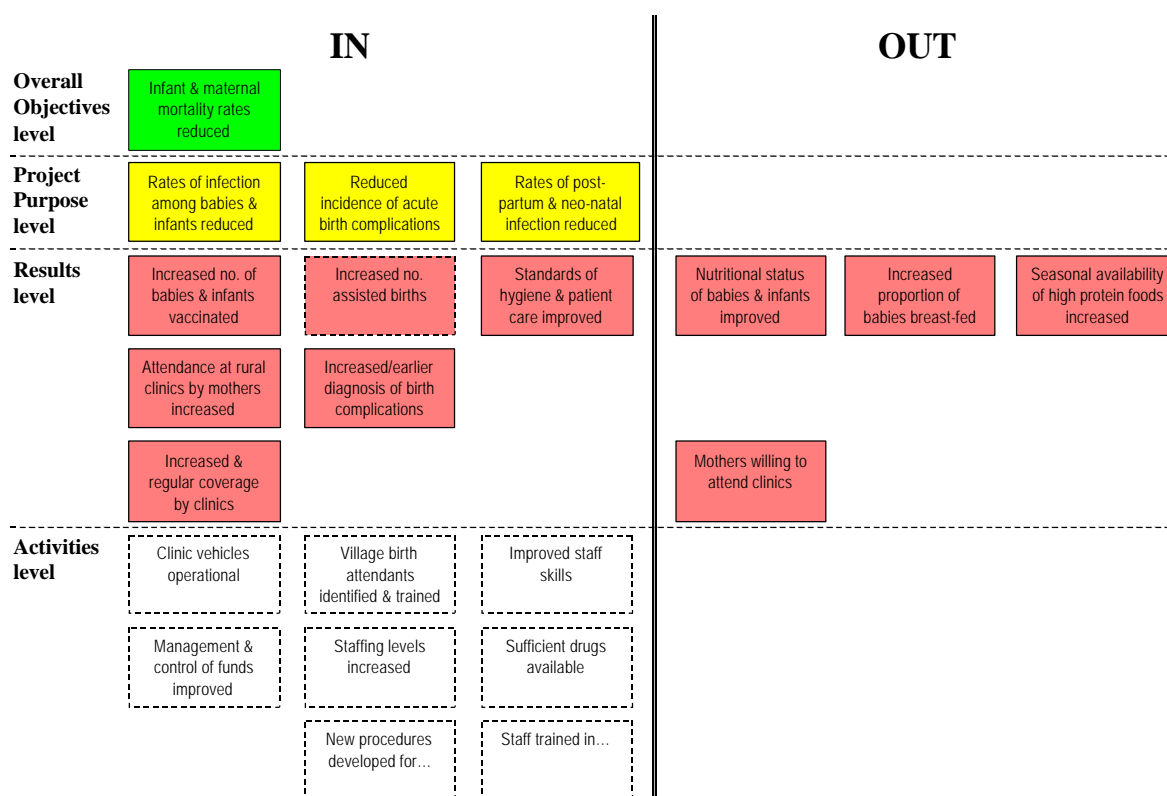 IN
OUT
Overall
Objectives
level
Infant & maternal
mortality rates
reduced
Project
Purpose
level
Rates of infection
among babies &
infants reduced
Reduced
incidence of acute
birth complications
Rates of post-
partum & neo-natal
infection reduced
Results
level
Increased no. of
babies & infants
vaccinated
Increased no.
assisted births
Standards of
hygiene & patient
care improved
Nutritional status
of babies & infants
improved
Increased
proportion of
babies breast-fed
Seasonal availability
of high protein foods
increased
Attendance at rural
clinics by mothers
increased
Increased/earlier
diagnosis of birth
complications
Increased &
regular coverage
by clinics
Mothers willing to
attend clinics
Activities
level
Clinic vehicles
operational
Village birth
attendants
identified & trained
Improved staff
skills
Management &
control of funds
improved
Staffing levels
increased
Sufficient drugs
available
New procedures
developed for…
Staff trained in…